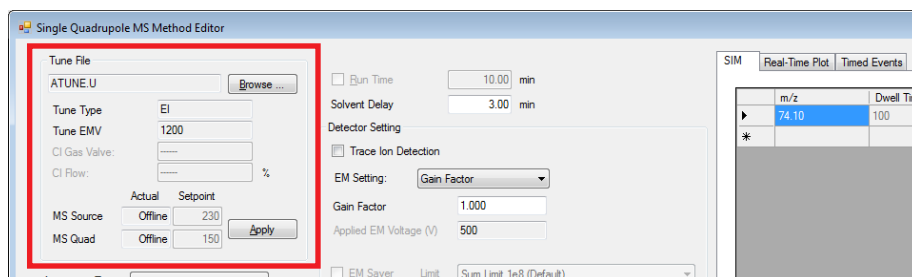 Single Quadrupole MS Method Editor
Tune File
ATUNE.U Browse ...
Tune Type EI
Tune EMV 1200
CI Gas Valve: -----
CI Flow: ----- %
Actual Setpoint
MS Source Offline 230
MS Quad Offline 150
Apply
Run Time 10.00 min
Solvent Delay 3.00 min
Detector Setting
Trace Ion Detection
EM Setting: Gain Factor
Gain Factor 1.000
Applied EM Voltage (V) 500
EM Saver Limit Sum Limit 1e8 (Default)
SIM Real-Time Plot Timed Events
m/z Dwell Ti
74.10 100
*